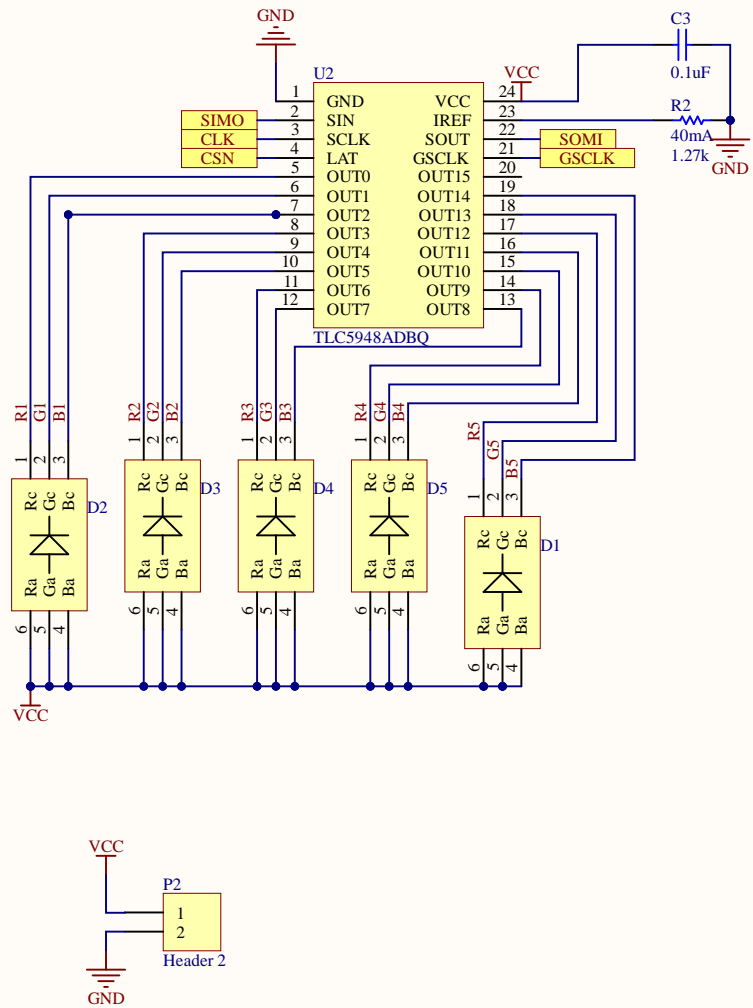 GND
C3
0.1uF
U2
VCC
1 GND VCC 24
SIMO 2 SIN IREF 23
R2
40mA
1.27k
GND
CLK 3 SCLK SOUT 22 SOMI
CSN 4 LAT GSCLK 21 GSCLK
5 OUT0 OUT15 20
6 OUT1 OUT14 19
7 OUT2 OUT13 18
8 OUT3 OUT12 17
9 OUT4 OUT11 16
10 OUT5 OUT10 15
11 OUT6 OUT9 14
12 OUT7 OUT8 13
TLC5948ADBQ
R1 G1 B1
1 2 3
Rc Gc Bc
D2
Ra Ga Ba
6 5 4
R2 G2 B2
1 2 3
Rc Gc Bc
D3
Ra Ga Ba
6 5 4
R3 G3 B3
1 2 3
Rc Gc Bc
D4
Ra Ga Ba
6 5 4
R4 G4 B4
1 2 3
Rc Gc Bc
D5
Ra Ga Ba
6 5 4
R5 G5 B5
1 2 3
Rc Gc Bc
D1
Ra Ga Ba
6 5 4
VCC
VCC
P2
1
2
Header 2
GND